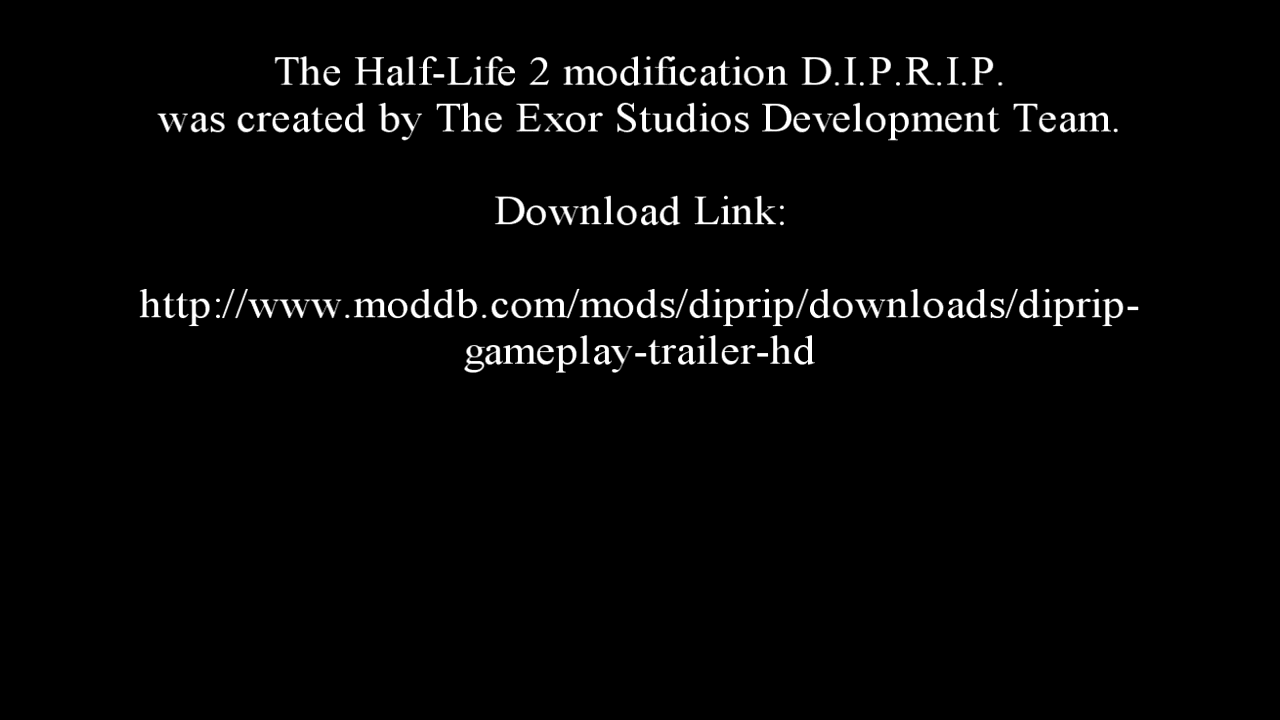 The Half-Life 2 modification D.I.P.R.I.P.
was created by The Exor Studios Development Team.
Download Link:
http://www.moddb.com/mods/diprip/downloads/diprip-
gameplay-trailer-hd